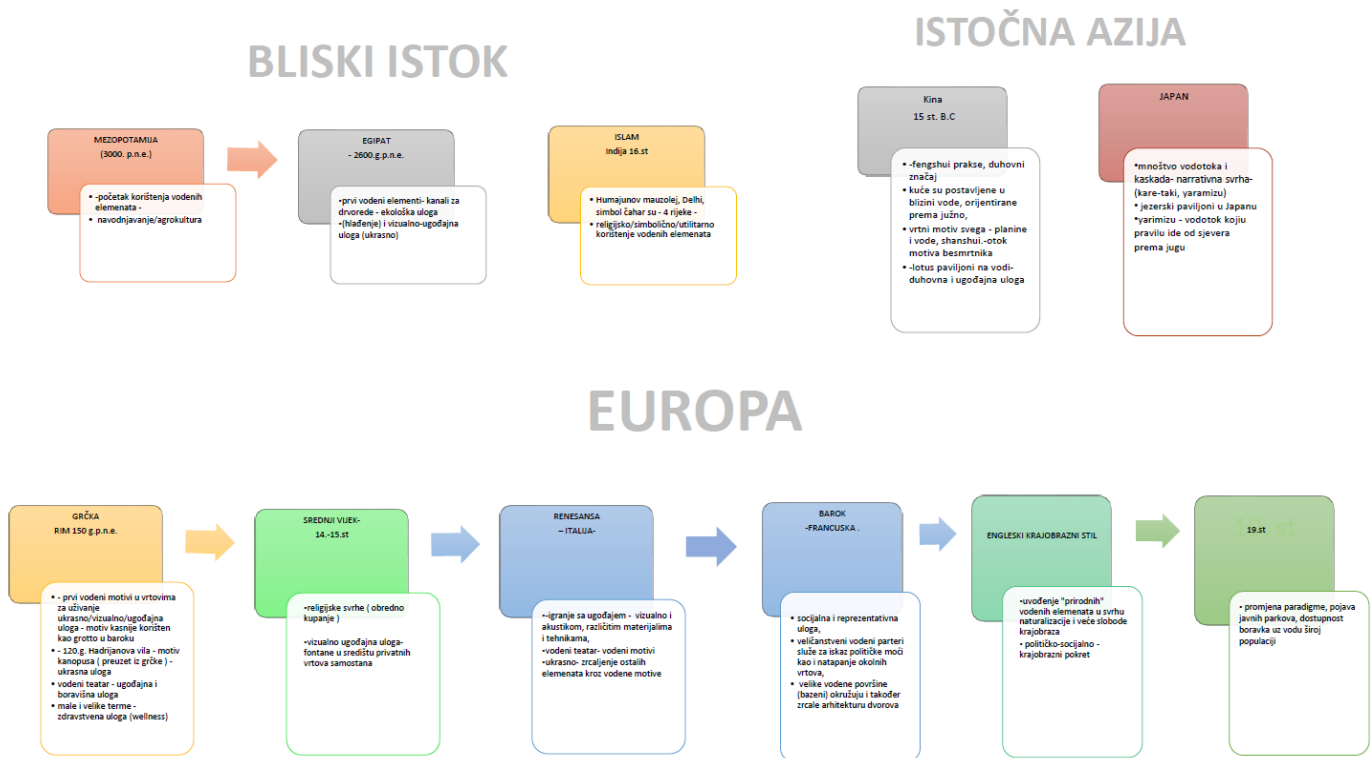 BLISKI ISTOK
MEZOPOTAMIJA
(3000. p.n.e.)
• -početak korištenja vodenih
elemenata -
• navodnjavanje/agrokultura
EGIPAT
- 2600.g.p.n.e.
•prvi vodeni elementi- kanali za
drvorede - ekološka uloga
•(hlađenje) i vizualno-ugođajna
uloga (ukrasno)
ISLAM
Indija 16.st
• Humajunov mauzolej, Delhi,
simbol čahar su - 4 rijeke -
• religijsko/simbolično/utilitarno
korištenje vodenih elemenata
ISTOČNA AZIJA
Kina
15 st. B.C
• -fengshui prakse, duhovni
značaj
• kuće su postavljene u
blizini vode, orijentirane
prema južno,
• vrtni motiv svega - planine
i vode, shanshui.-otok
motiva besmrtnika
• -lotus paviljoni na vodi-
duhovna i ugođajna uloga
JAPAN
•mnoštvo vodotoka i
kaskada- narrativna svrha-
(kare-taki, yaramizu)
• jezerski paviljoni u Japanu
•yarimizu - vodotok kojiu
pravilu ide od sjevera
prema jugu
EUROPA
GRČKA
RIM 150 g.p.n.e.
• - prvi vodeni motivi u vrtovima
za uživanje
ukrasno/vizualno/ugođajna
uloga - motiv kasnije korišten
kao grotto u baroku
• - 120.g. Hadrijanova vila - motiv
kanopusa ( preuzet iz grčke ) -
ukrasna uloga
• vodeni teatar - ugođajna i
boravišna uloga
• male i velike terme -
zdravstvena uloga (wellness)
SREDNJI VIJEK-
14.-15.st
•religijske svrhe ( obredno
kupanje )
•vizualno ugođajna uloga-
fontane u središtu privatnih
vrtova samostana
RENESANSA
– ITALIJA-
•-igranje sa ugođajem - vizualno i
akustikom, različitim materijalima
i tehnikama,
•vodeni teatar- vodeni motivi
•ukrasno- zrcaljenje ostalih
elemenata kroz vodene motive
BAROK
-FRANCUSKA .
• socijalna i reprezentativna
uloga,
• veličanstveni vodeni parteri
služe za iskaz političke moći
kao i natapanje okolnih
vrtova,
• velike vodene površine
(bazeni) okružuju i također
zrcale arhitekturu dvorova
ENGLESKI KRAJOBRAZNI STIL
•uvođenje "prirodnih"
vodenih elemenata u svrhu
naturalizacije i veće slobode
krajobraza
• političko-socijalno -
krajobrazni pokret
19.st
• promjena paradigme, pojava
javnih parkova, dostupnost
boravka uz vodu široj
populaciji